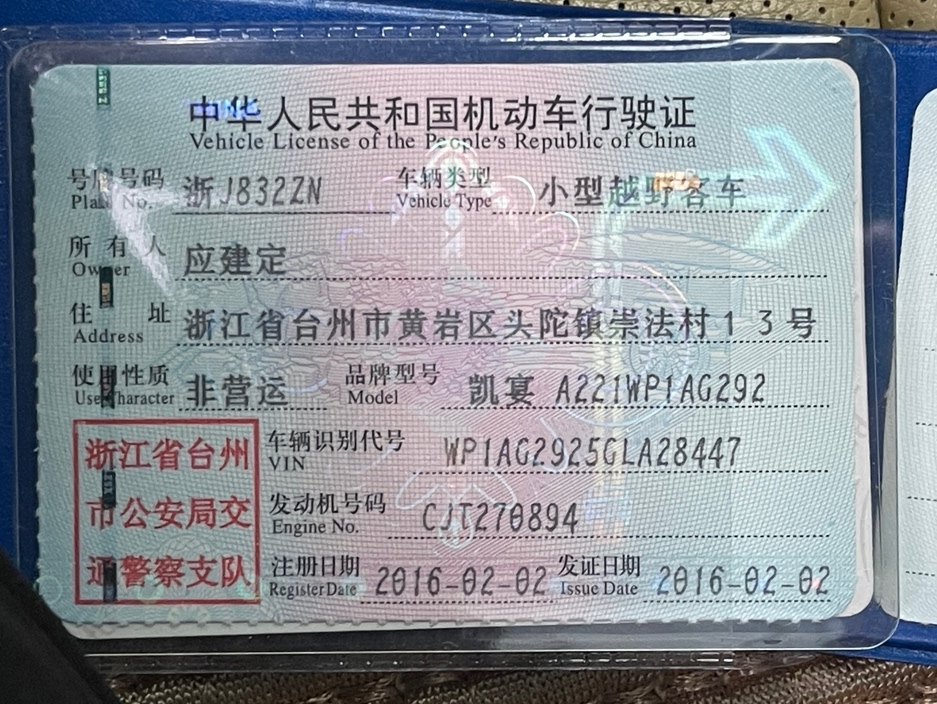 中华人民共和国机动车行驶证
Vehicle License of the People's Republic of China
号牌号码 浙J832ZN 车辆类型 小型越野客车
Plate No. Vehicle Type
所有人 应建定
Owner
住址 浙江省台州市黄岩区头陀镇崇法村13号
Address
使用性质 非营运 品牌型号 凯宴 A221WP1AG292
Use Character Model
浙江省台州 车辆识别代号 WP1AG2925GLA28447
VIN
市公安局交 发动机号码 CJT270894
Engine No.
通警察支队 注册日期 2016-02-02 发证日期 2016-02-02
Register Date Issue Date